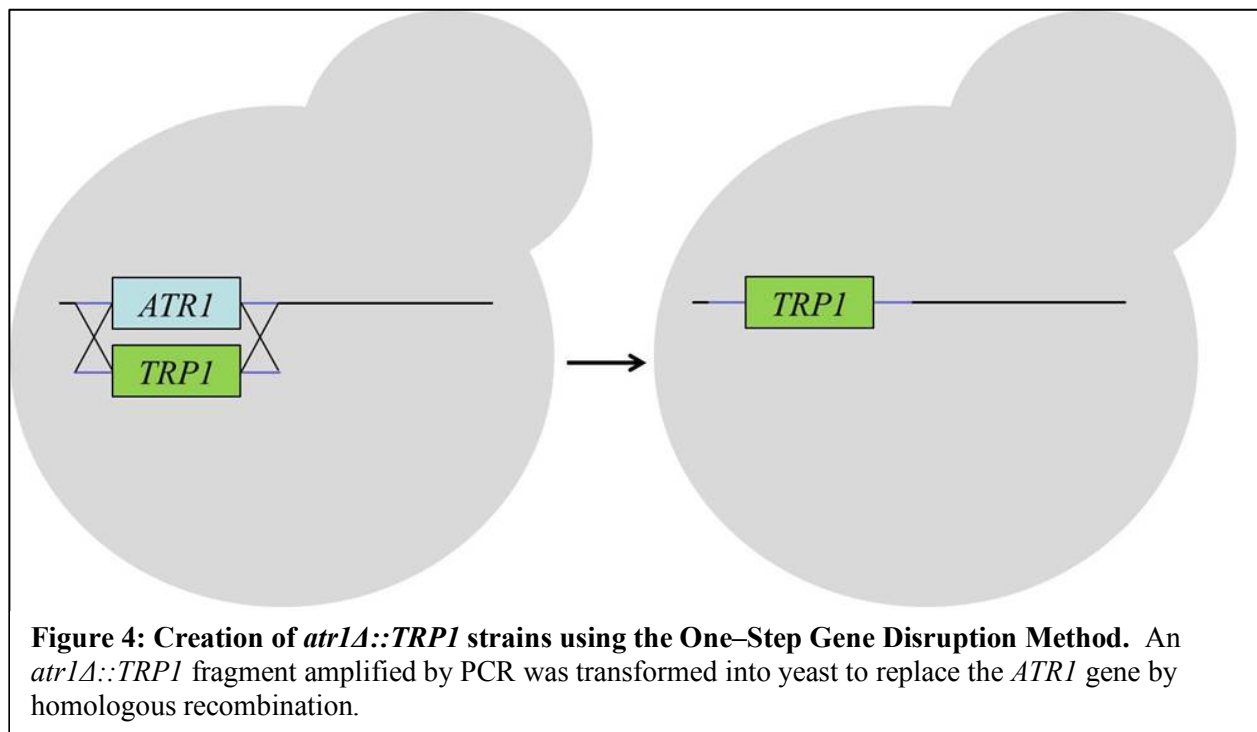 ATR1
TRP1
TRP1
Figure 4: Creation of atr1Δ::TRP1 strains using the One–Step Gene Disruption Method. An
atr1Δ::TRP1 fragment amplified by PCR was transformed into yeast to replace the ATR1 gene by
homologous recombination.